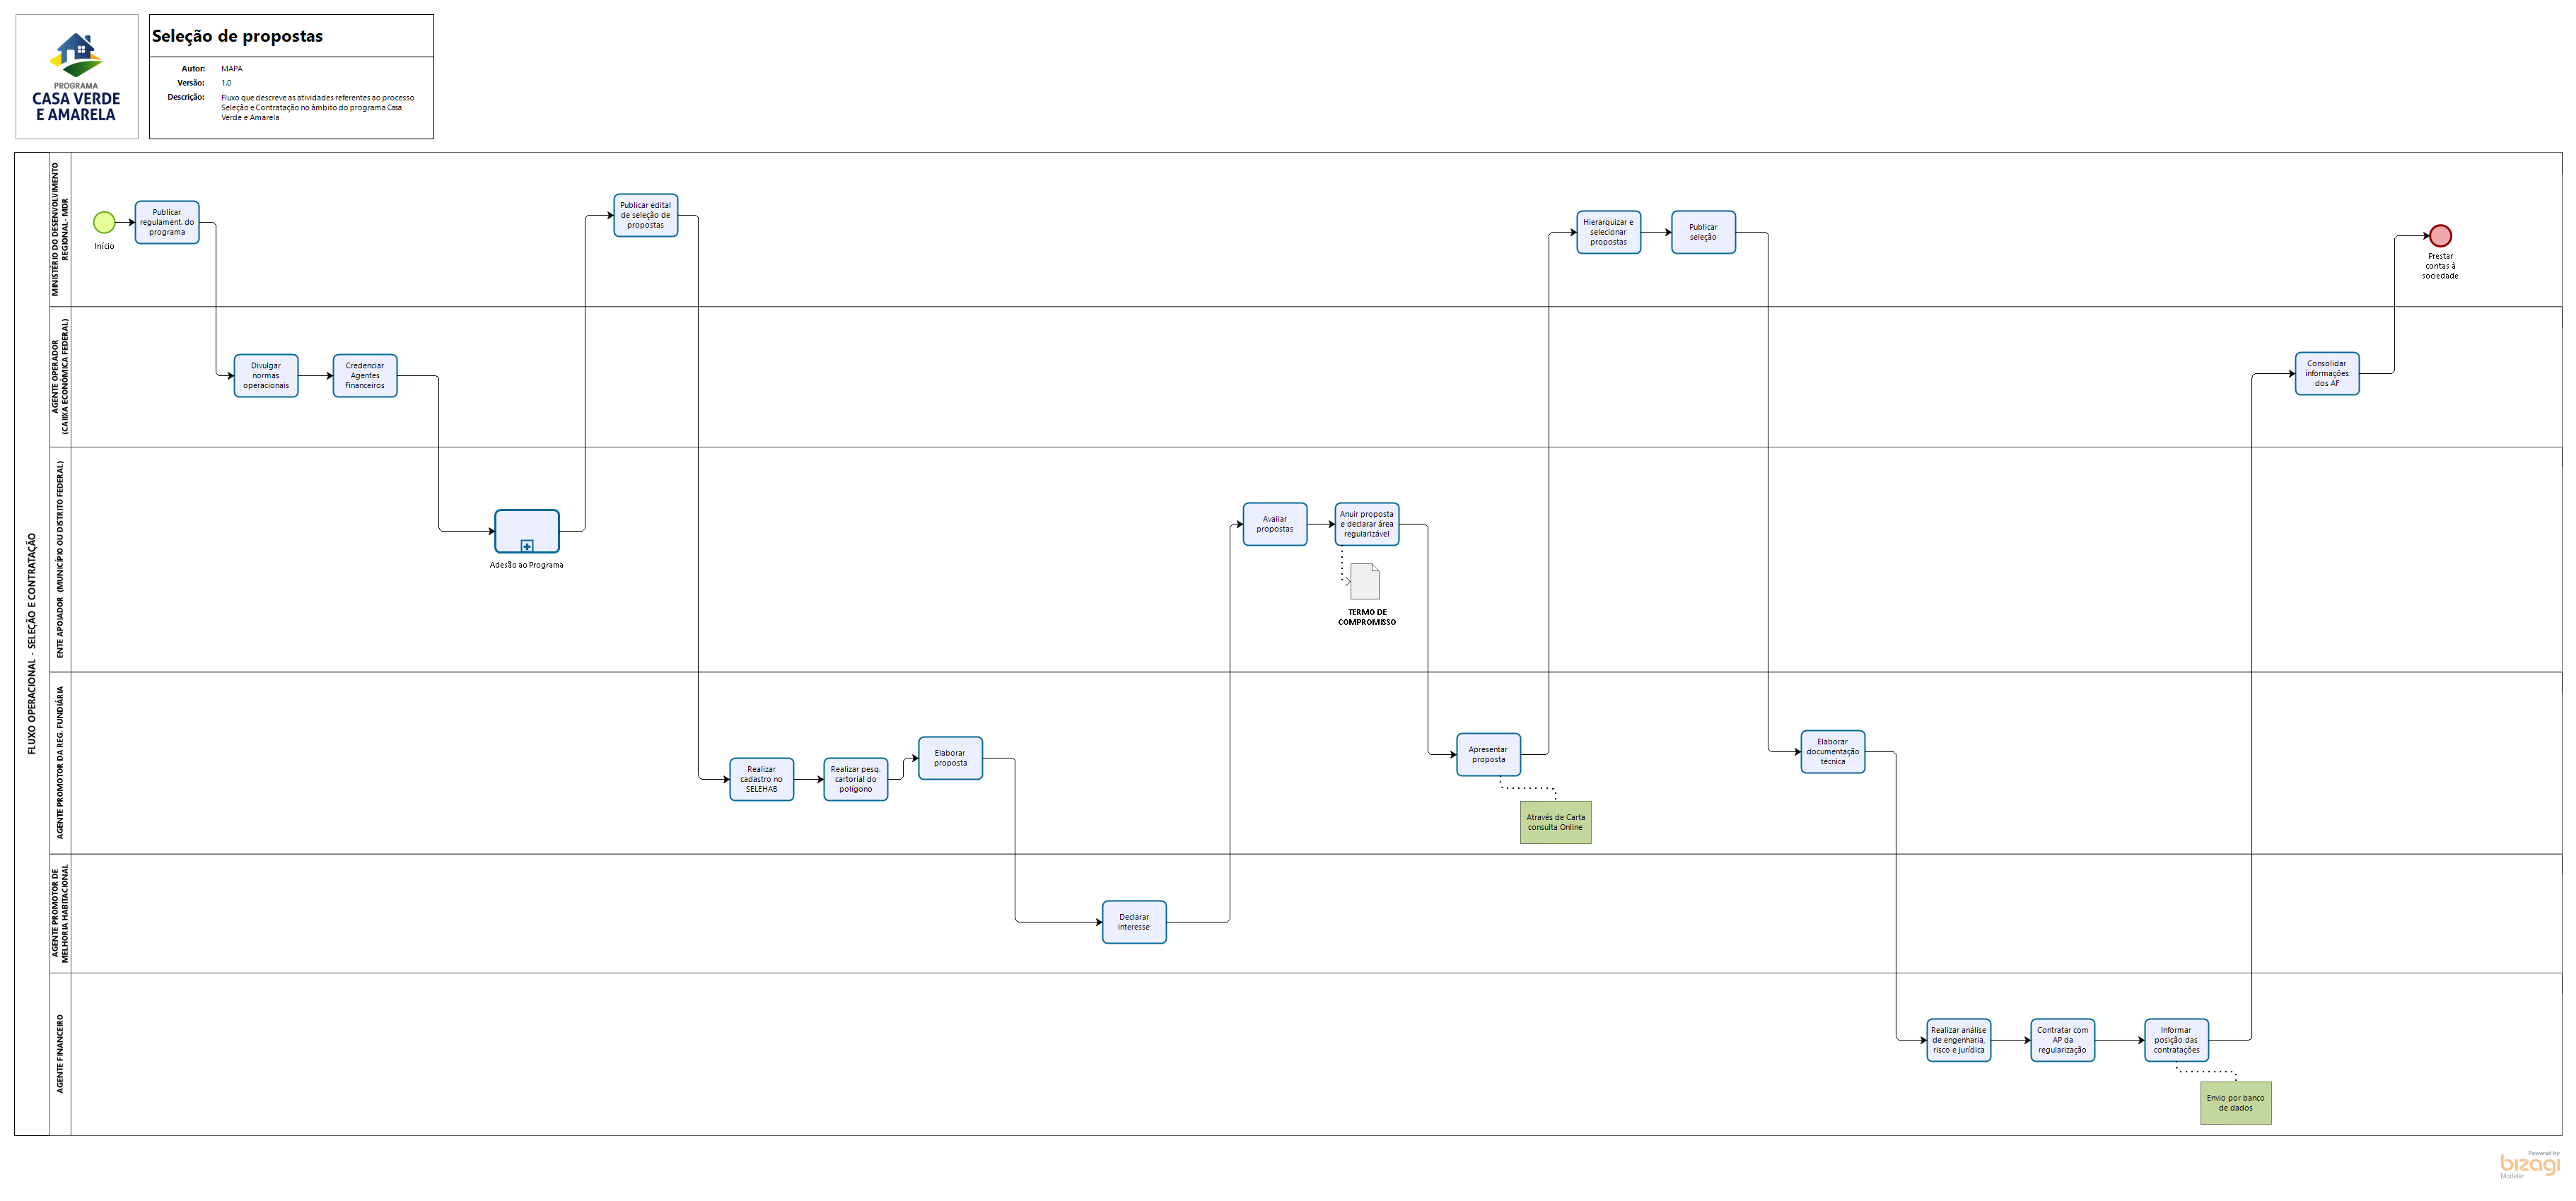 PROGRAMA
CASA VERDE
E AMARELA
Seleção de propostas
Autor: MAPA
Versão: 1.0
Descrição: Fluxo que descreve as atividades referentes ao processo
Seleção e Contratação no âmbito do programa Casa
Verde e Amarela
FLUXO OPERACIONAL - SELEÇÃO E CONTRATAÇÃO
MINISTÉRIO DO DESENVOLVIMENTO
REGIONAL- MDR
Início
Publicar
regulament. do
programa
Publicar edital
de seleção de
propostas
Hierarquizar e
selecionar
propostas
Publicar
seleção
Prestar
contas à
sociedade
AGENTE OPERADOR
(CAIIXA ECONÔMICA FEDERAL)
Divulgar
normas
operacionais
Credenciar
Agentes
Financeiros
Consolidar
informações
dos AF
ENTE APOIADOR (MUNICÍPIO OU DISTRITO FEDERAL)
Adesão ao Programa
Avaliar
propostas
Anuir proposta
e declarar área
regularizável
TERMO DE
COMPROMISSO
AGENTE PROMOTOR DA REG. FUNDIÁRIA
Realizar
cadastro no
SELEHAB
Realizar pesq.
cartorial do
polígono
Elaborar
proposta
Apresentar
proposta
Através de Carta
consulta Online
Elaborar
documentação
técnica
AGENTE PROMOTOR DE
MELHORIA HABITACIONAL
Declarar
interesse
AGENTE FINANCEIRO
Realizar análise
de engenharia,
risco e jurídica
Contratar com
AP da
regularização
Informar
posição das
contratações
Envio por banco
de dados
Powered by
bizagi
Modeler